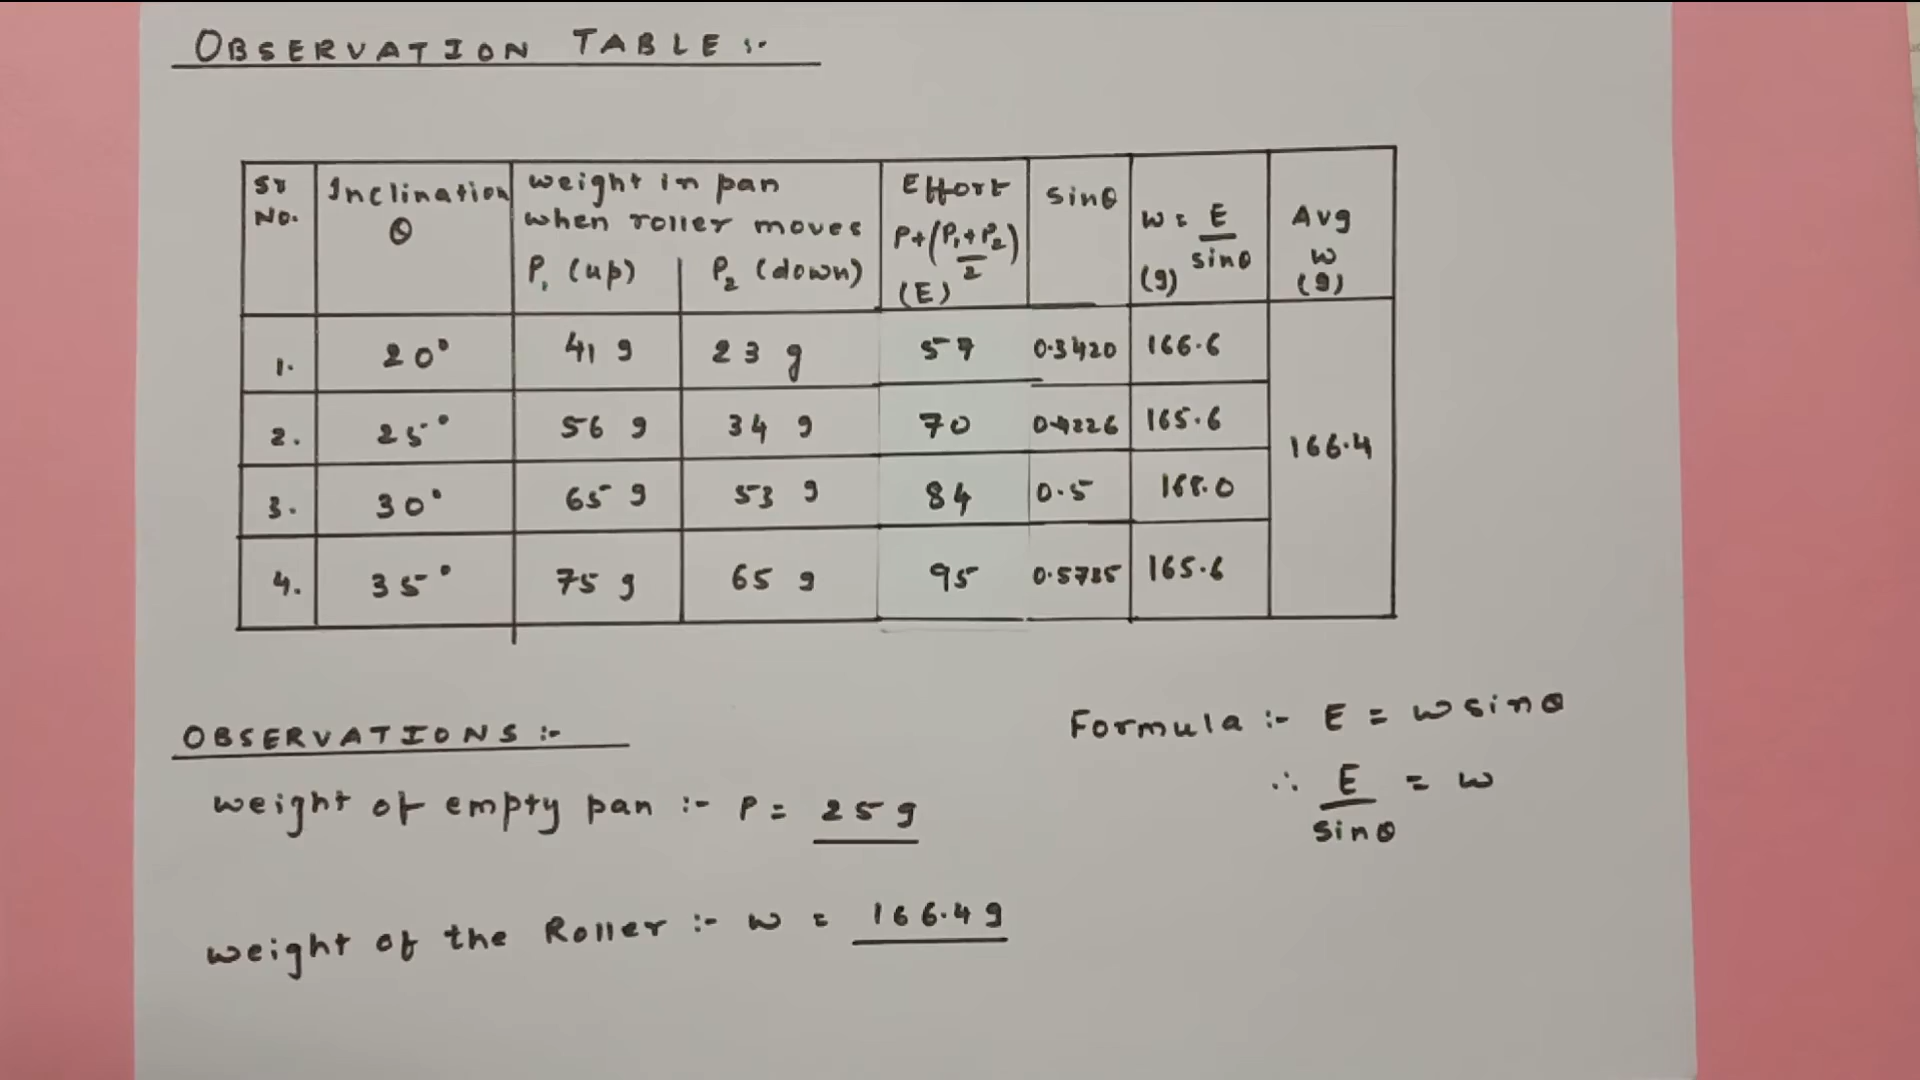 OBSERVATION TABLE :-
Sr No. | Inclination θ | weight in pan when roller moves P₁ (up) | P₂ (down) | Effort P+(P₁+P₂)/2 (E) | sinθ | w = E/sinθ (g) | Avg w (g)
1. | 20° | 41 g | 23 g | 57 | 0.3420 | 166.6 | 166.4
2. | 25° | 56 g | 34 g | 70 | 0.4226 | 165.6
3. | 30° | 65 g | 53 g | 84 | 0.5 | 168.0
4. | 35° | 75 g | 65 g | 95 | 0.5735 | 165.6
OBSERVATIONS :-
weight of empty pan :- P = 25 g
weight of the Roller :- w = 166.4 g
Formula :- E = w sinθ
∴ E/sinθ = w